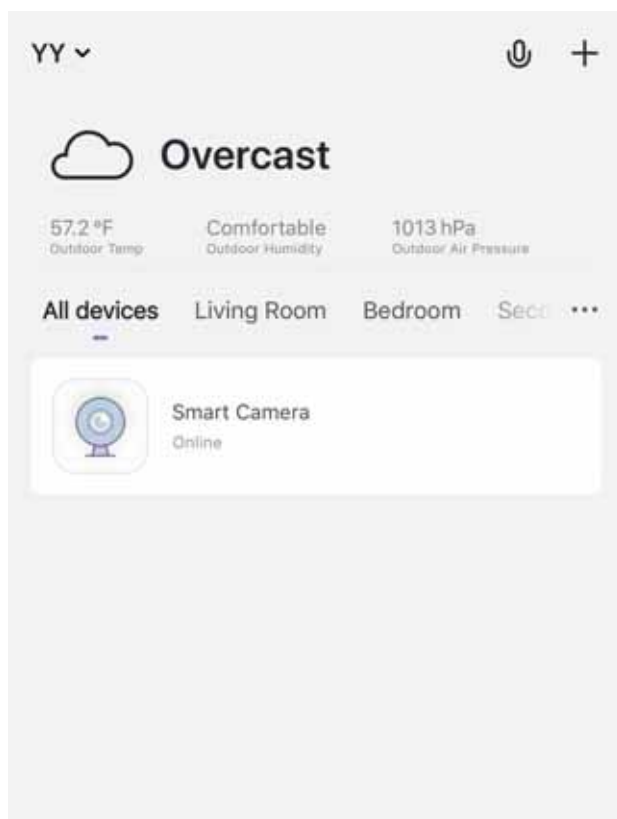 YY
Overcast
57.2 °F Comfortable 1013 hPa
Outdoor Temp Outdoor Humidity Outdoor Air Pressure
All devices Living Room Bedroom Seco ...
Smart Camera
Online